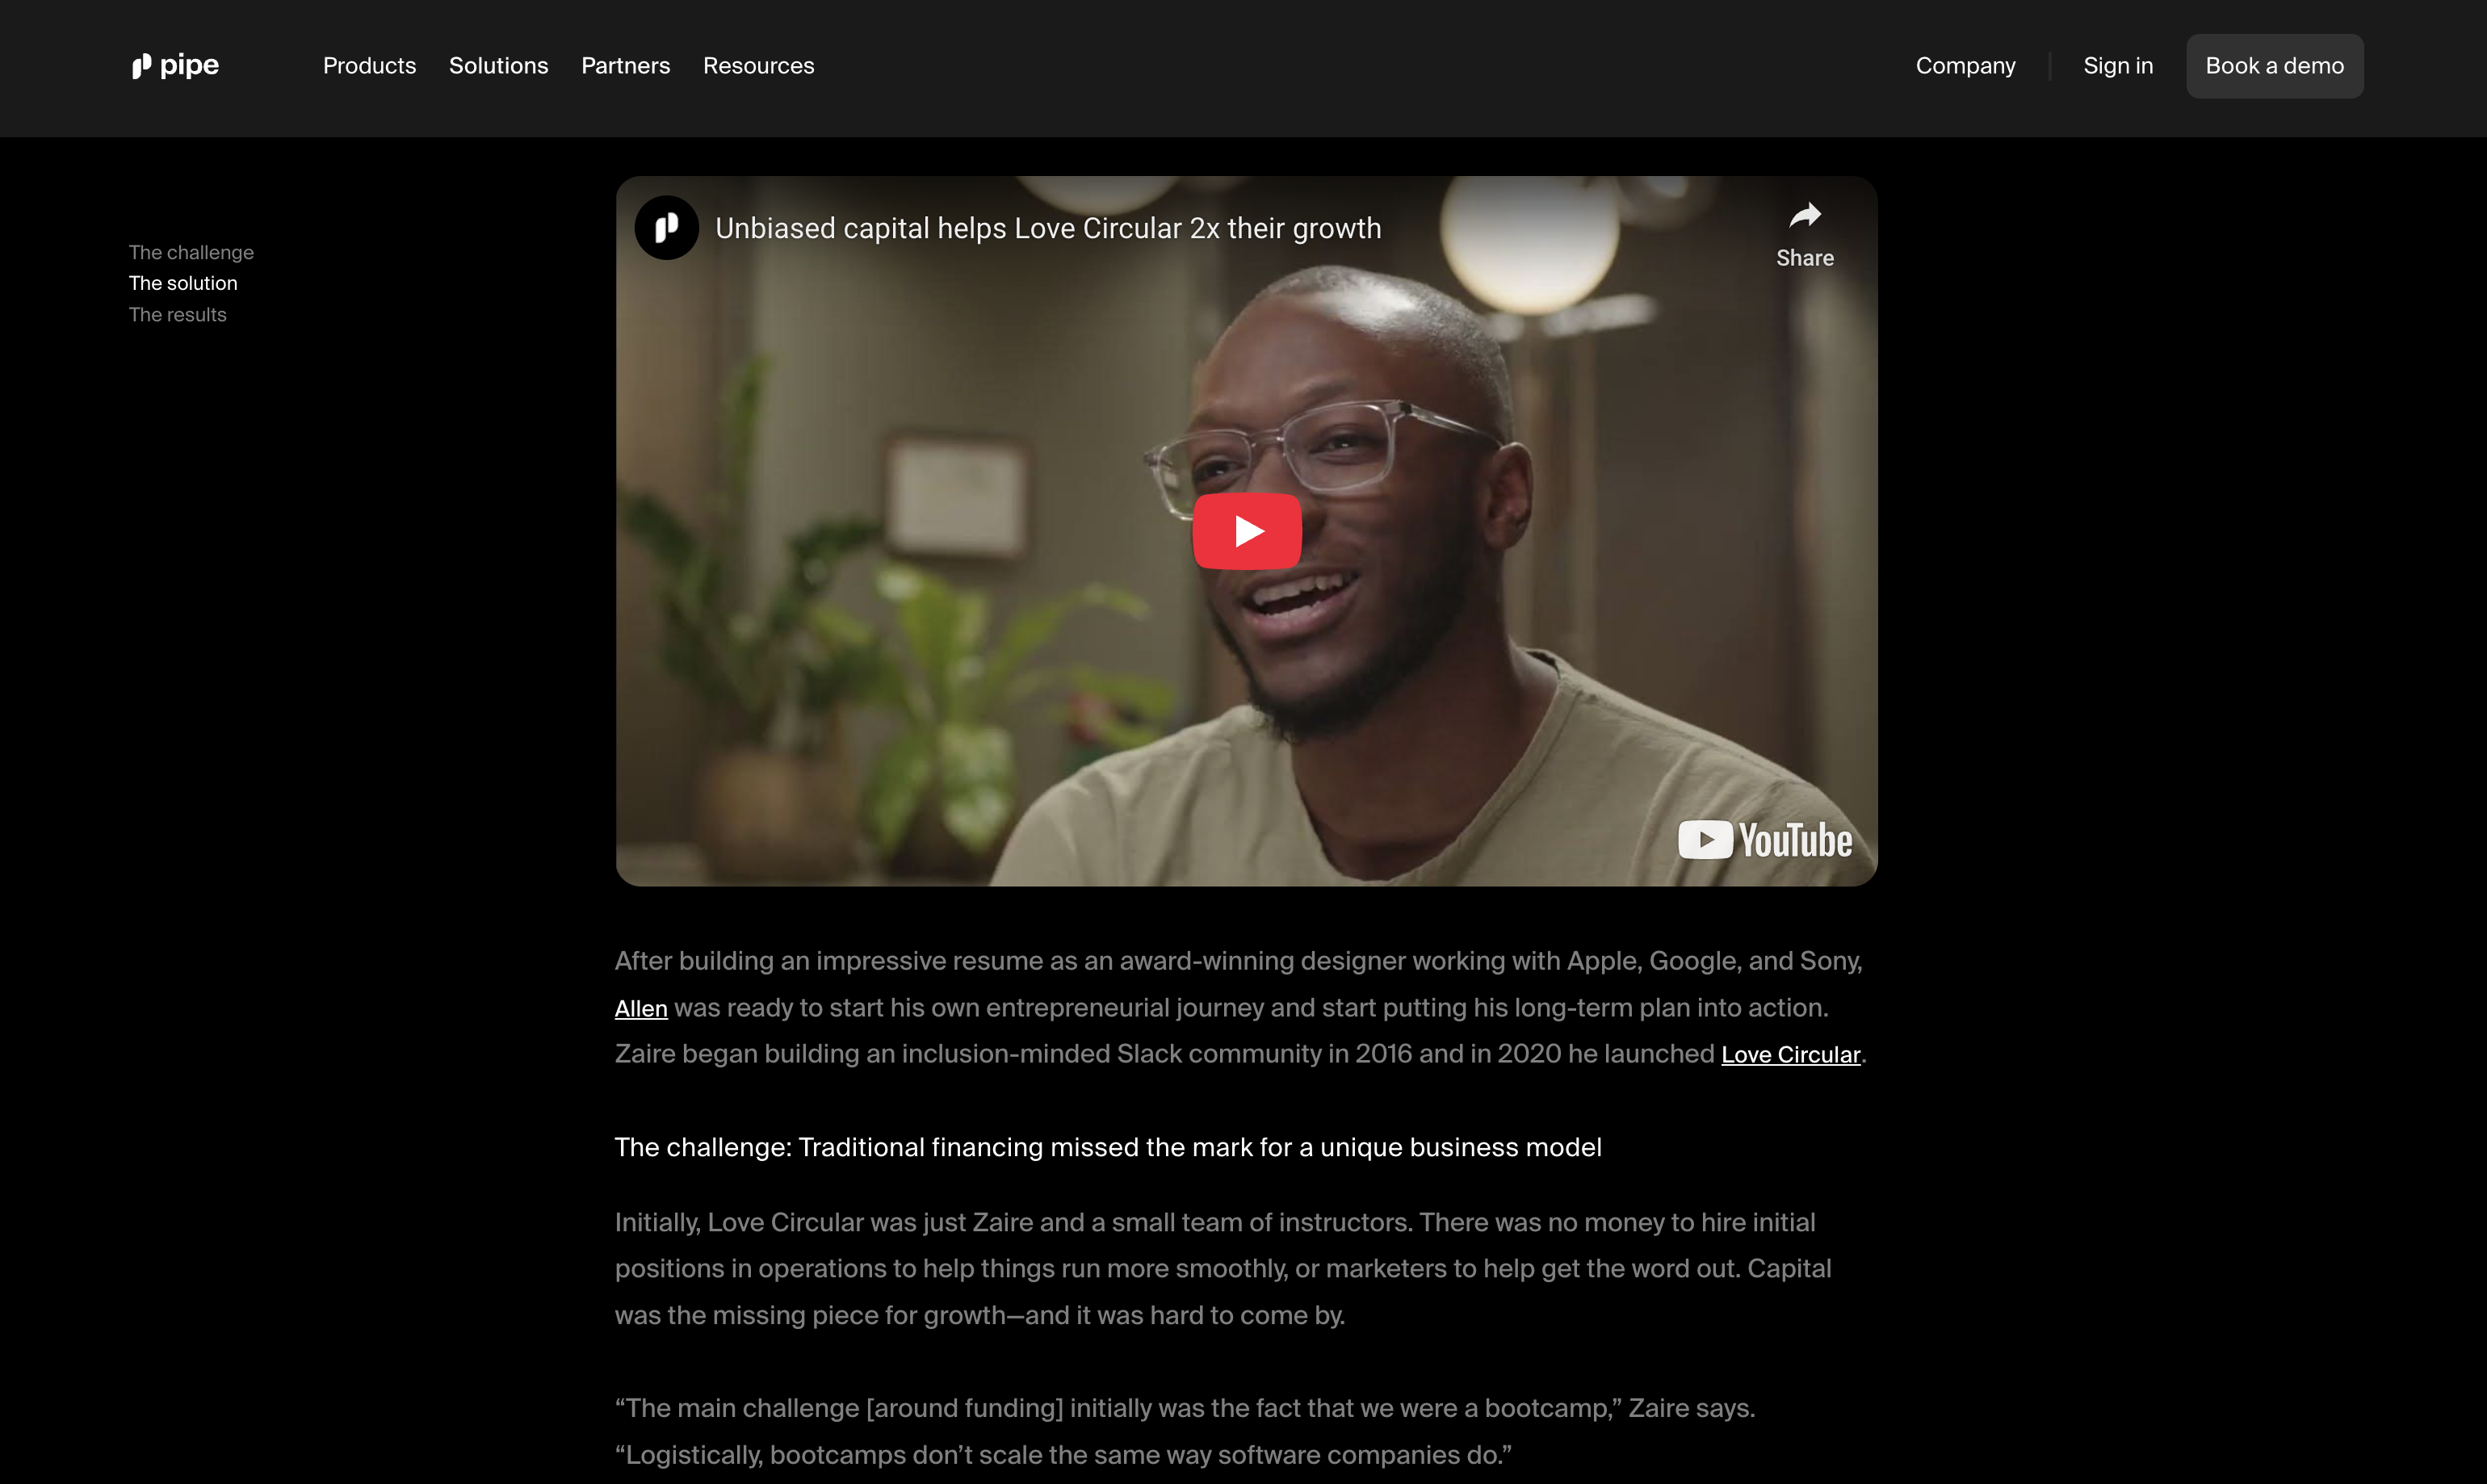 pipe
Products
Solutions
Partners
Resources
Company
Sign in
Book a demo
The challenge
The solution
The results
Unbiased capital helps Love Circular 2x their growth
Share
YouTube
After building an impressive resume as an award-winning designer working with Apple, Google, and Sony,
Allen was ready to start his own entrepreneurial journey and start putting his long-term plan into action.
Zaire began building an inclusion-minded Slack community in 2016 and in 2020 he launched Love Circular.
The challenge: Traditional financing missed the mark for a unique business model
Initially, Love Circular was just Zaire and a small team of instructors. There was no money to hire initial
positions in operations to help things run more smoothly, or marketers to help get the word out. Capital
was the missing piece for growth—and it was hard to come by.
“The main challenge [around funding] initially was the fact that we were a bootcamp,” Zaire says.
“Logistically, bootcamps don’t scale the same way software companies do.”